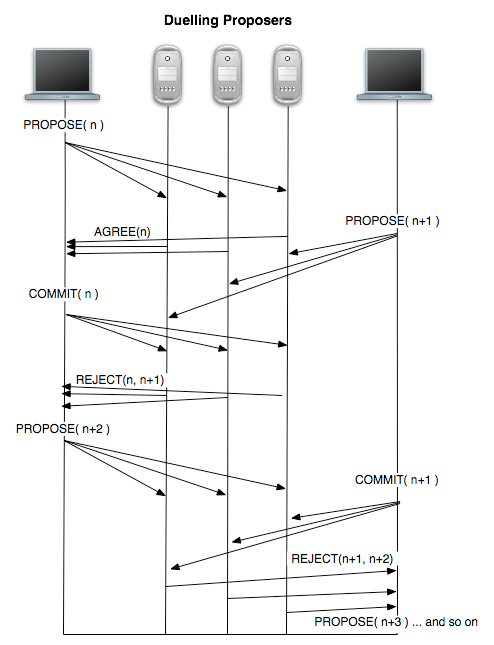 Duelling Proposers
PROPOSE( n )
PROPOSE( n+1 )
AGREE(n)
COMMIT( n )
REJECT(n, n+1)
PROPOSE( n+2 )
COMMIT( n+1 )
REJECT(n+1, n+2)
PROPOSE( n+3 ) ... and so on